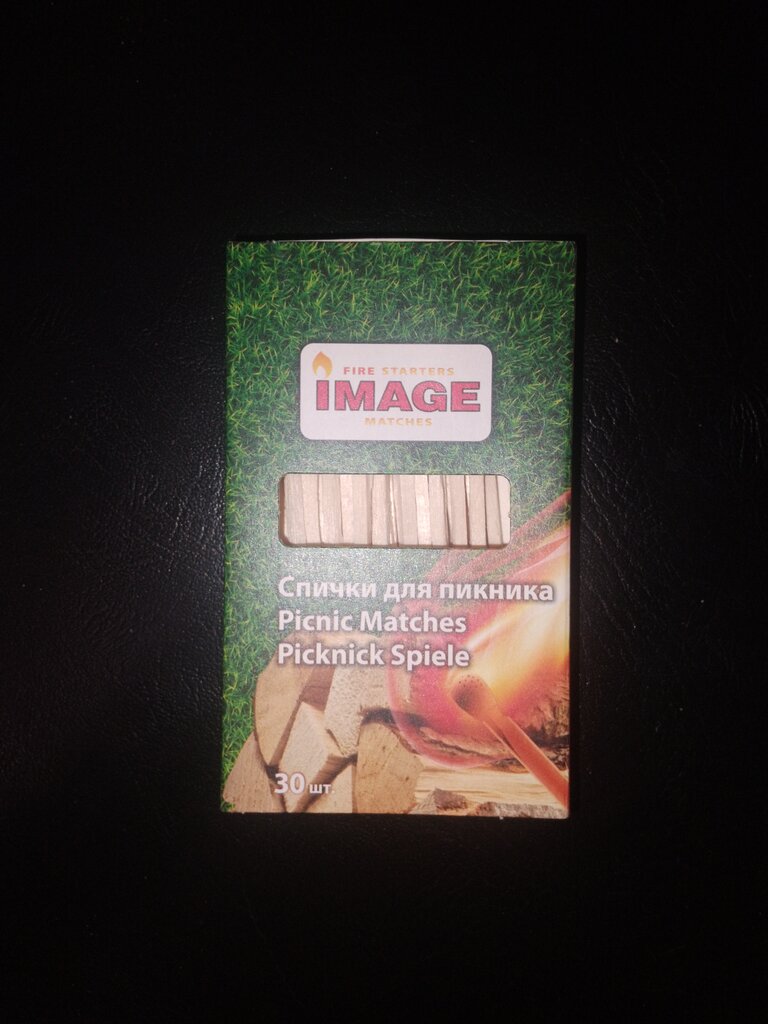 FIRE STARTERS
IMAGE
MATCHES
Спички для пикника
Picnic Matches
Picknick Spiele
30 шт.